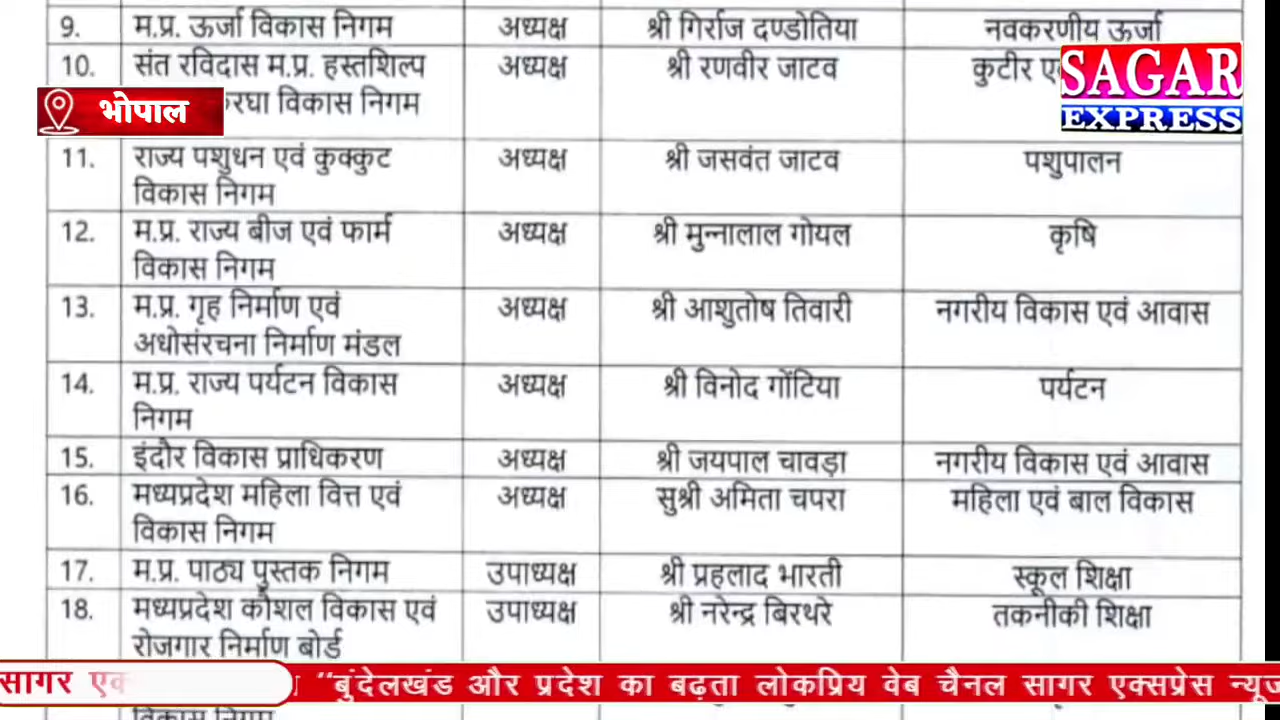 9. म.प्र. ऊर्जा विकास निगम अध्यक्ष श्री गिर्राज दण्डोतिया नवकरणीय ऊर्जा
10. संत रविदास म.प्र. हस्तशिल्प अध्यक्ष श्री रणवीर जाटव कुटीर
विकास निगम
भोपाल
SAGAR
EXPRESS
11. राज्य पशुधन एवं कुक्कुट अध्यक्ष श्री जसवंत जाटव पशुपालन
विकास निगम
12. म.प्र. राज्य बीज एवं फार्म अध्यक्ष श्री मुन्नालाल गोयल कृषि
विकास निगम
13. म.प्र. गृह निर्माण एवं अध्यक्ष श्री आशुतोष तिवारी नगरीय विकास एवं आवास
अधोसंरचना निर्माण मंडल
14. म.प्र. राज्य पर्यटन विकास अध्यक्ष श्री विनोद गोंटिया पर्यटन
निगम
15. इंदौर विकास प्राधिकरण अध्यक्ष श्री जयपाल चावड़ा नगरीय विकास एवं आवास
16. मध्यप्रदेश महिला वित्त एवं अध्यक्ष सुश्री अमिता चपरा महिला एवं बाल विकास
विकास निगम
17. म.प्र. पाठ्य पुस्तक निगम उपाध्यक्ष श्री प्रहलाद भारती स्कूल शिक्षा
18. मध्यप्रदेश कौशल विकास एवं उपाध्यक्ष श्री नरेन्द्र बिरथरे तकनीकी शिक्षा
रोजगार निर्माण बोर्ड
सागर "बुंदेलखंड और प्रदेश का बढ़ता लोकप्रिय वेब चैनल सागर एक्सप्रेस न्यूज
विकास निगम